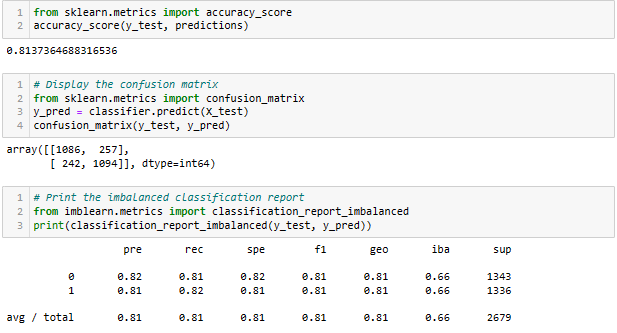 1 from sklearn.metrics import accuracy_score
2 accuracy_score(y_test, predictions)
0.8137364688316536
1 # Display the confusion matrix
2 from sklearn.metrics import confusion_matrix
3 y_pred = classifier.predict(X_test)
4 confusion_matrix(y_test, y_pred)
array([[1086, 257],
[ 242, 1094]], dtype=int64)
1 # Print the imbalanced classification report
2 from imblearn.metrics import classification_report_imbalanced
3 print(classification_report_imbalanced(y_test, y_pred))
pre rec spe f1 geo iba sup
0 0.82 0.81 0.82 0.81 0.81 0.66 1343
1 0.81 0.82 0.81 0.81 0.81 0.66 1336
avg / total 0.81 0.81 0.81 0.81 0.81 0.66 2679